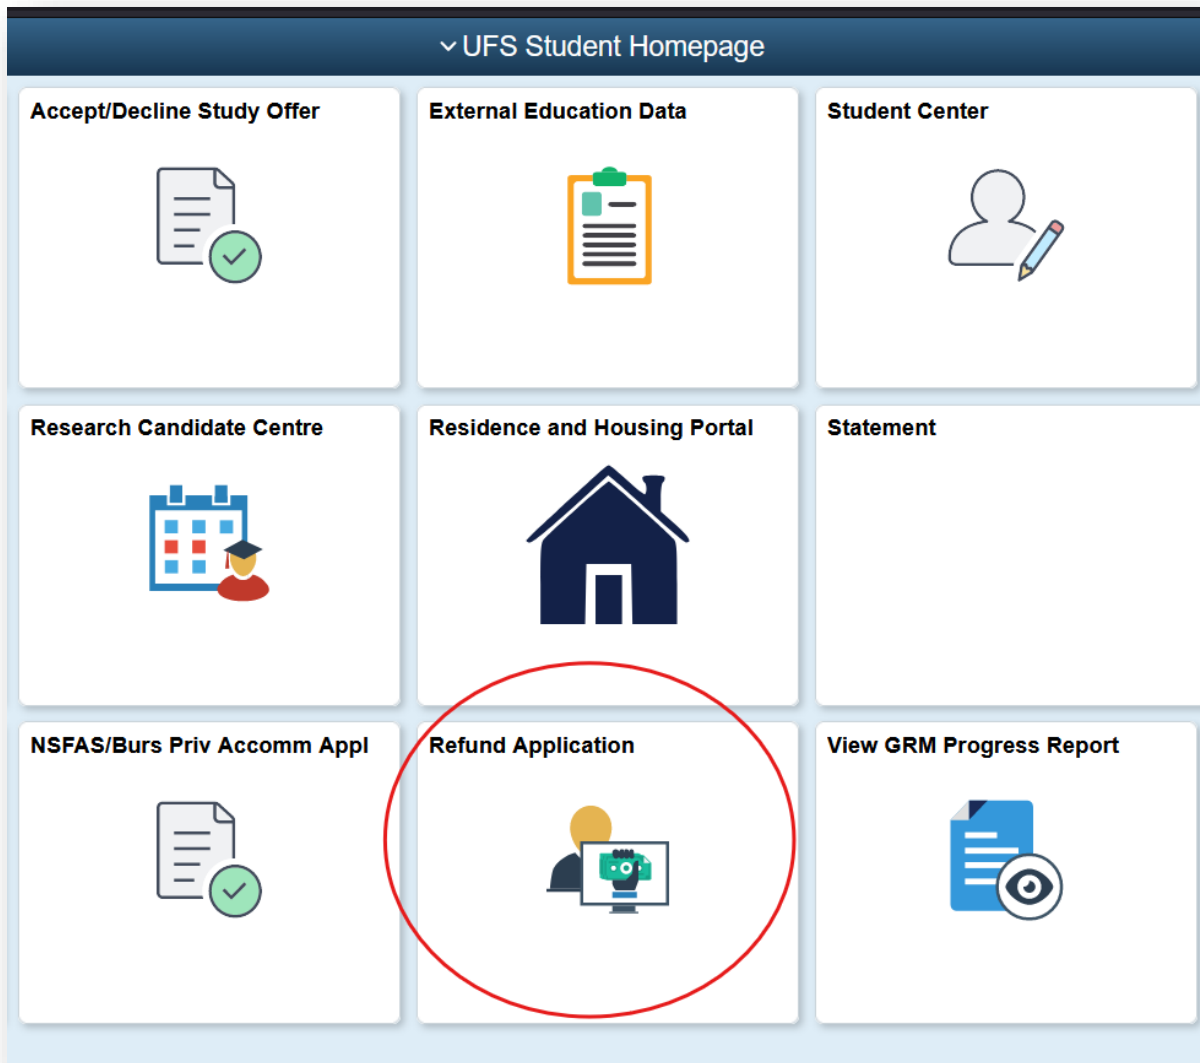 UFS Student Homepage
Accept/Decline Study Offer
External Education Data
Student Center
Research Candidate Centre
Residence and Housing Portal
Statement
NSFAS/Burs Priv Accomm Appl
Refund Application
View GRM Progress Report